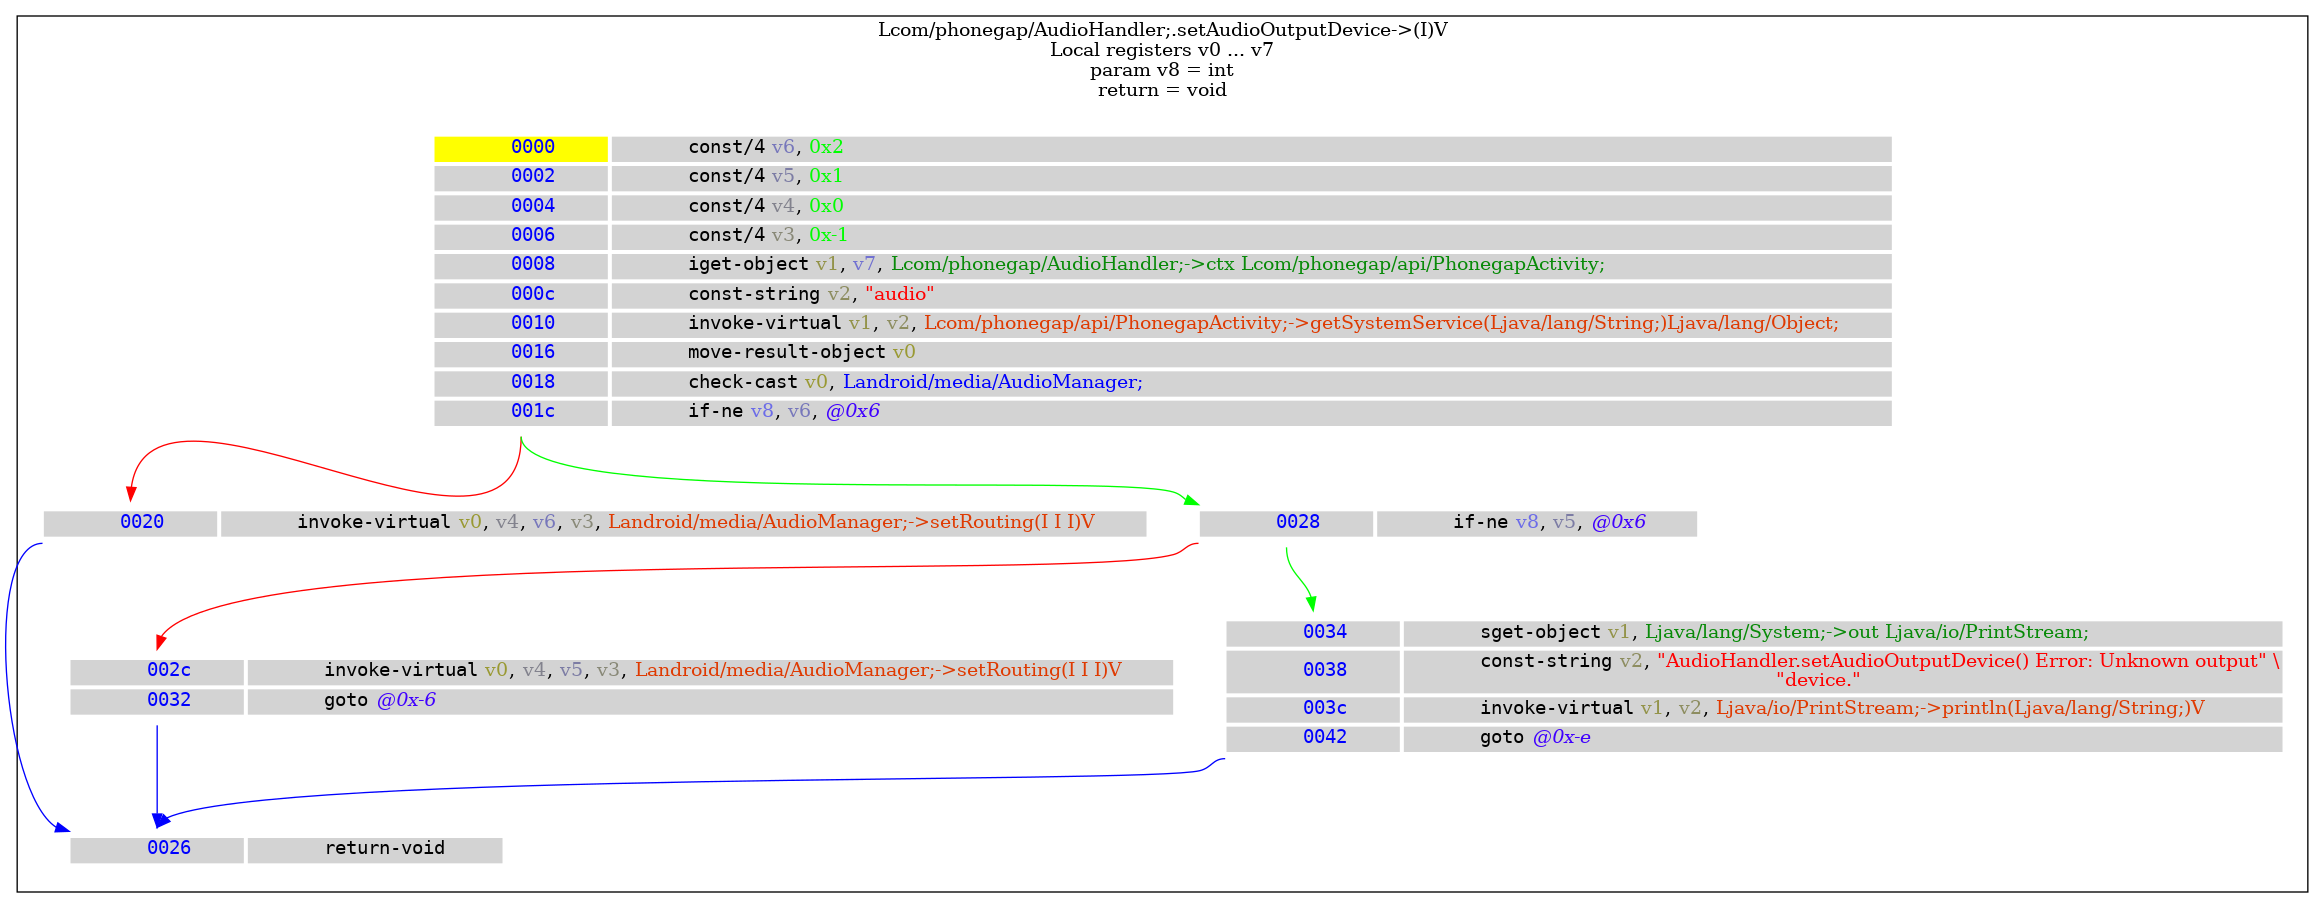 Lcom/phonegap/AudioHandler;.setAudioOutputDevice->(I)V
Local registers v0 ... v7
param v8 = int
return = void
0000 const/4 v6, 0x2
0002 const/4 v5, 0x1
0004 const/4 v4, 0x0
0006 const/4 v3, 0x-1
0008 iget-object v1, v7, Lcom/phonegap/AudioHandler;->ctx Lcom/phonegap/api/PhonegapActivity;
000c const-string v2, "audio"
0010 invoke-virtual v1, v2, Lcom/phonegap/api/PhonegapActivity;->getSystemService(Ljava/lang/String;)Ljava/lang/Object;
0016 move-result-object v0
0018 check-cast v0, Landroid/media/AudioManager;
001c if-ne v8, v6, @0x6
0020 invoke-virtual v0, v4, v6, v3, Landroid/media/AudioManager;->setRouting(I I I)V
0028 if-ne v8, v5, @0x6
002c invoke-virtual v0, v4, v5, v3, Landroid/media/AudioManager;->setRouting(I I I)V
0032 goto @0x-6
0034 sget-object v1, Ljava/lang/System;->out Ljava/io/PrintStream;
0038 const-string v2, "AudioHandler.setAudioOutputDevice() Error: Unknown output" \
"device."
003c invoke-virtual v1, v2, Ljava/io/PrintStream;->println(Ljava/lang/String;)V
0042 goto @0x-e
0026 return-void